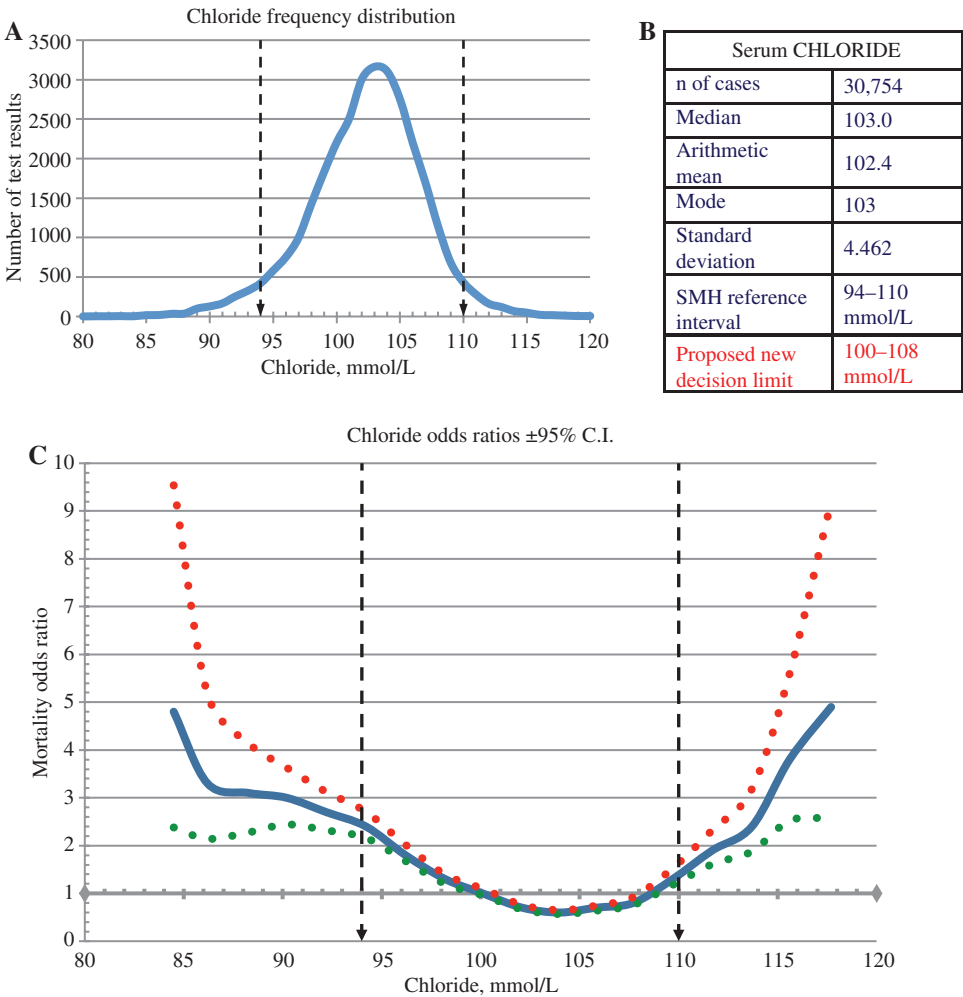 Chloride frequency distribution
A
3500
3000
2500
2000
1500
1000
500
0
Number of test results
80 85 90 95 100 105 110 115 120
Chloride, mmol/L
B
Serum CHLORIDE
n of cases 30,754
Median 103.0
Arithmetic
mean
102.4
Mode 103
Standard
deviation
4.462
SMH reference
interval
94–110
mmol/L
Proposed new
decision limit
100–108
mmol/L
Chloride odds ratios ±95% C.I.
C
10
9
8
7
6
5
4
3
2
1
0
Mortality odds ratio
80 85 90 95 100 105 110 115 120
Chloride, mmol/L